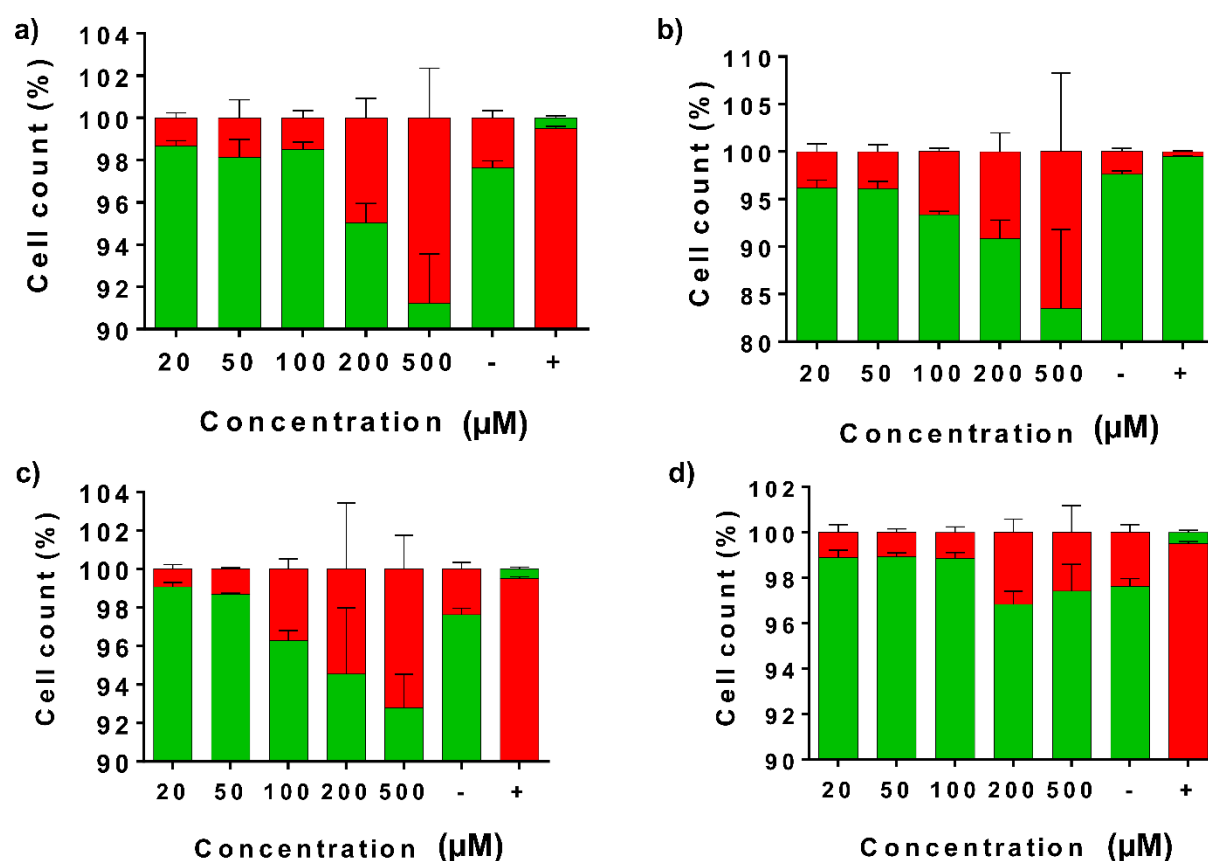 a)
Cell count (%)
104
102
100
98
96
94
92
90
20 50 100 200 500 - +
Concentration (µM)
b)
Cell count (%)
110
105
100
95
90
85
80
20 50 100 200 500 - +
Concentration (µM)
c)
Cell count (%)
104
102
100
98
96
94
92
90
20 50 100 200 500 - +
Concentration (µM)
d)
Cell count (%)
102
100
98
96
94
92
90
20 50 100 200 500 - +
Concentration (µM)